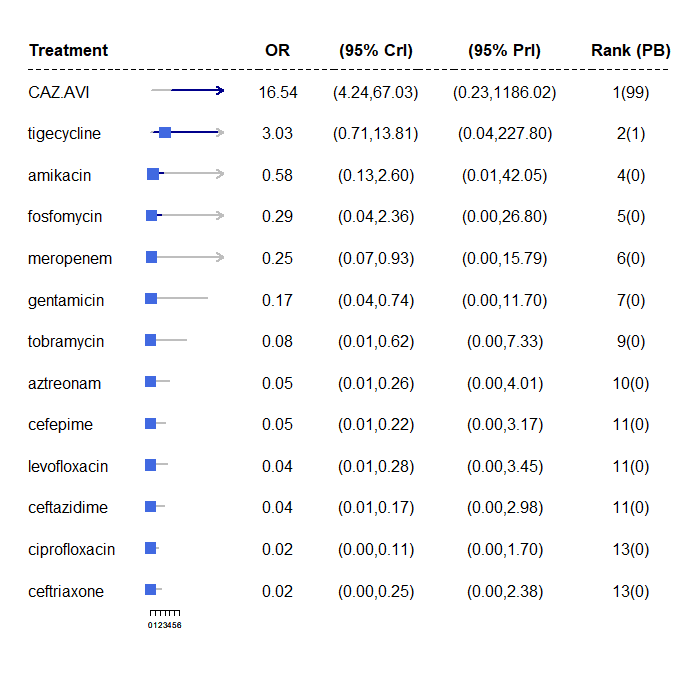 Treatment OR (95% CrI) (95% PrI) Rank (PB)
CAZ.AVI 16.54 (4.24,67.03) (0.23,1186.02) 1(99)
tigecycline 3.03 (0.71,13.81) (0.04,227.80) 2(1)
amikacin 0.58 (0.13,2.60) (0.01,42.05) 4(0)
fosfomycin 0.29 (0.04,2.36) (0.00,26.80) 5(0)
meropenem 0.25 (0.07,0.93) (0.00,15.79) 6(0)
gentamicin 0.17 (0.04,0.74) (0.00,11.70) 7(0)
tobramycin 0.08 (0.01,0.62) (0.00,7.33) 9(0)
aztreonam 0.05 (0.01,0.26) (0.00,4.01) 10(0)
cefepime 0.05 (0.01,0.22) (0.00,3.17) 11(0)
levofloxacin 0.04 (0.01,0.28) (0.00,3.45) 11(0)
ceftazidime 0.04 (0.01,0.17) (0.00,2.98) 11(0)
ciprofloxacin 0.02 (0.00,0.11) (0.00,1.70) 13(0)
ceftriaxone 0.02 (0.00,0.25) (0.00,2.38) 13(0)
0123456